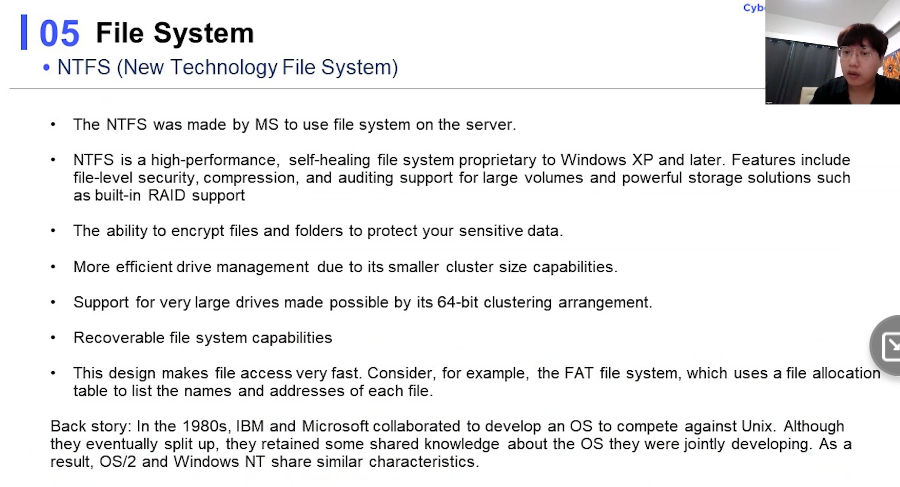 Cybe
05 File System
• NTFS (New Technology File System)
• The NTFS was made by MS to use file system on the server.
• NTFS is a high-performance, self-healing file system proprietary to Windows XP and later. Features include
file-level security, compression, and auditing support for large volumes and powerful storage solutions such
as built-in RAID support
• The ability to encrypt files and folders to protect your sensitive data.
• More efficient drive management due to its smaller cluster size capabilities.
• Support for very large drives made possible by its 64-bit clustering arrangement.
• Recoverable file system capabilities
• This design makes file access very fast. Consider, for example, the FAT file system, which uses a file allocation
table to list the names and addresses of each file.
Back story: In the 1980s, IBM and Microsoft collaborated to develop an OS to compete against Unix. Although
they eventually split up, they retained some shared knowledge about the OS they were jointly developing. As a
result, OS/2 and Windows NT share similar characteristics.